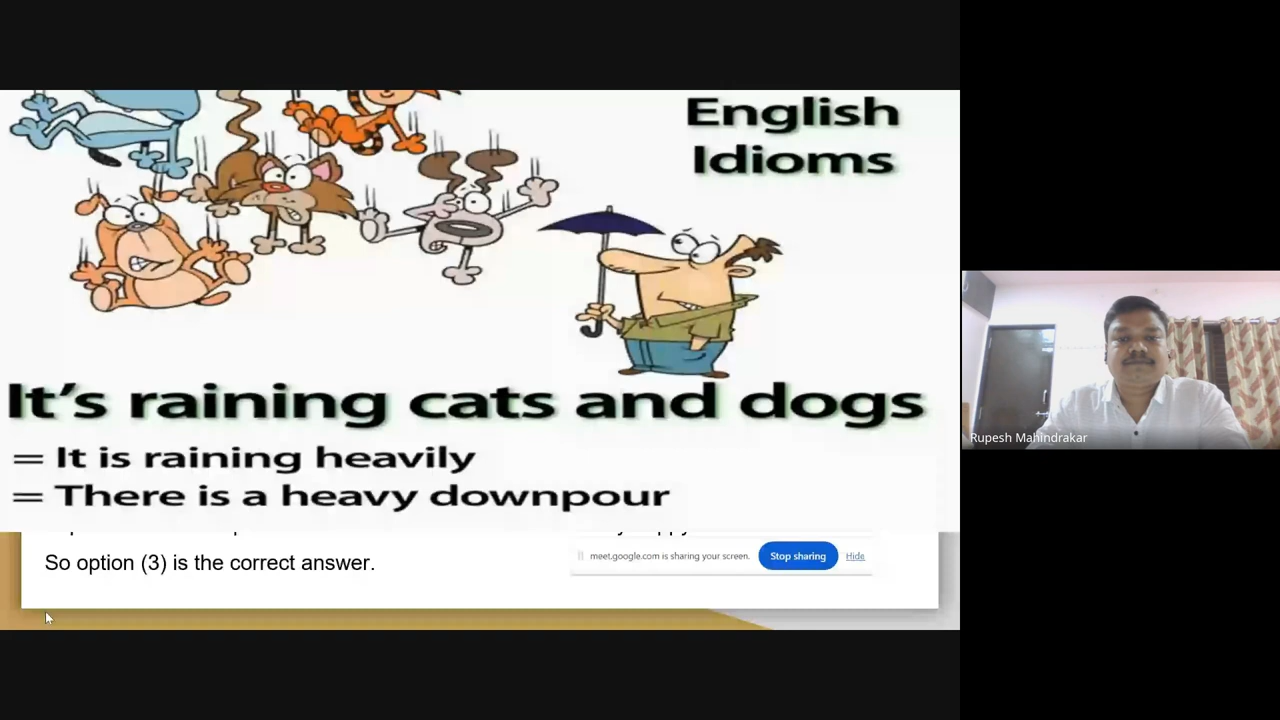 English
Idioms
It's raining cats and dogs
= It is raining heavily
= There is a heavy downpour
So option (3) is the correct answer.
meet.google.com is sharing your screen. Stop sharing Hide
Rupesh Mahindrakar